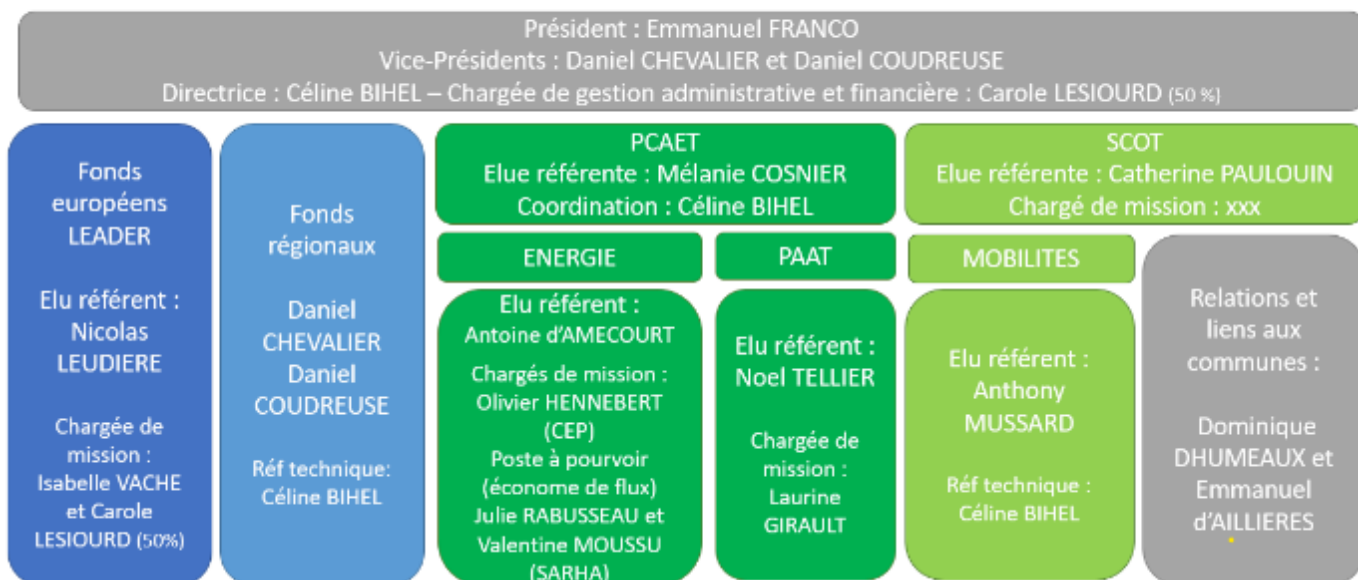 Président : Emmanuel FRANCO
Vice-Présidents : Daniel CHEVALIER et Daniel COUDREUSE
Directrice : Céline BIHEL – Chargée de gestion administrative et financière : Carole LESIOURD (50 %)
Fonds
européens
LEADER
Elu référent :
Nicolas
LEUDIERE
Chargée de
mission :
Isabelle VACHE
et Carole
LESIOURD (50%)
Fonds
régionaux
Daniel
CHEVALIER
Daniel
COUDREUSE
Réf technique:
Céline BIHEL
PCAET
Elue référente : Mélanie COSNIER
Coordination : Céline BIHEL
ENERGIE
Elu référent :
Antoine d’AMECOURT
Chargés de mission :
Olivier HENNEBERT
(CEP)
Poste à pourvoir
(économe de flux)
Julie RABUSSEAU et
Valentine MOUSSU
(SARHA)
PAAT
Elu référent :
Noel TELLIER
Chargée de
mission :
Laurine
GIRAULT
SCOT
Elue référente : Catherine PAULOUIN
Chargé de mission : xxx
MOBILITES
Elu référent :
Anthony
MUSSARD
Réf technique :
Céline BIHEL
Relations et
liens aux
communes :
Dominique
DHUMEAUX et
Emmanuel
d’AILLIERES